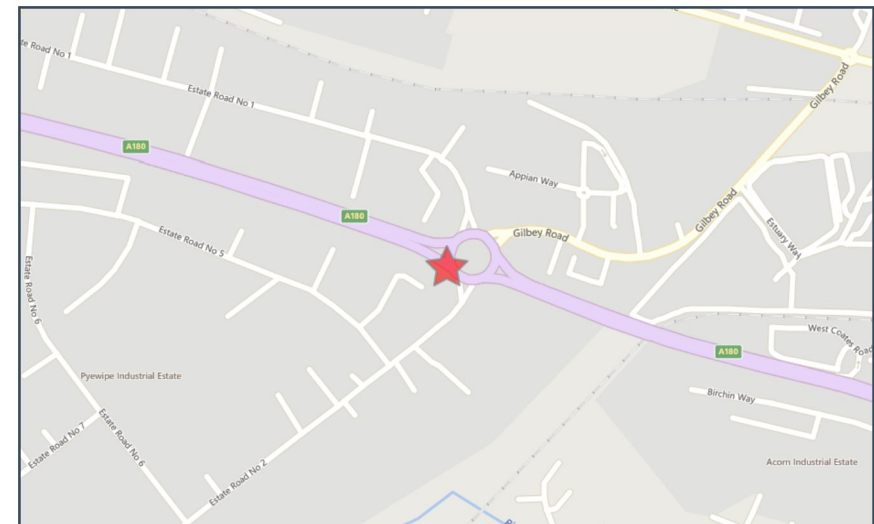 te Road No 1
Estate Road No 1
Gilbey Road
A180
Appian Way
A180
Gilbey Road
Gilbey Road
Estuary Way
Estate Road No 5
Estate Road No 6
West Coates Road
A180
Pyewipe Industrial Estate
Birchin Way
Estate Road No 7
Estate Road No 6
Acorn Industrial Estate
Estate Road No 2